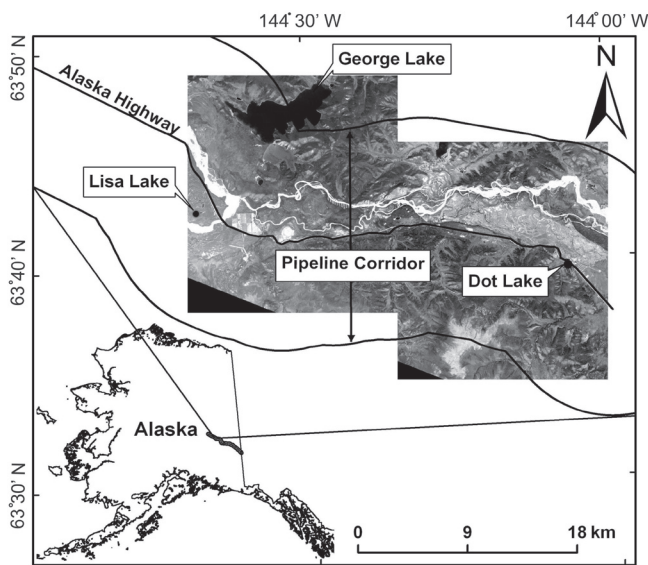 144° 30' W
144° 00' W
63°50' N
63°40' N
63°30' N
George Lake
N
Alaska Highway
Lisa Lake
Pipeline Corridor
Dot Lake
Alaska
0 9 18 km